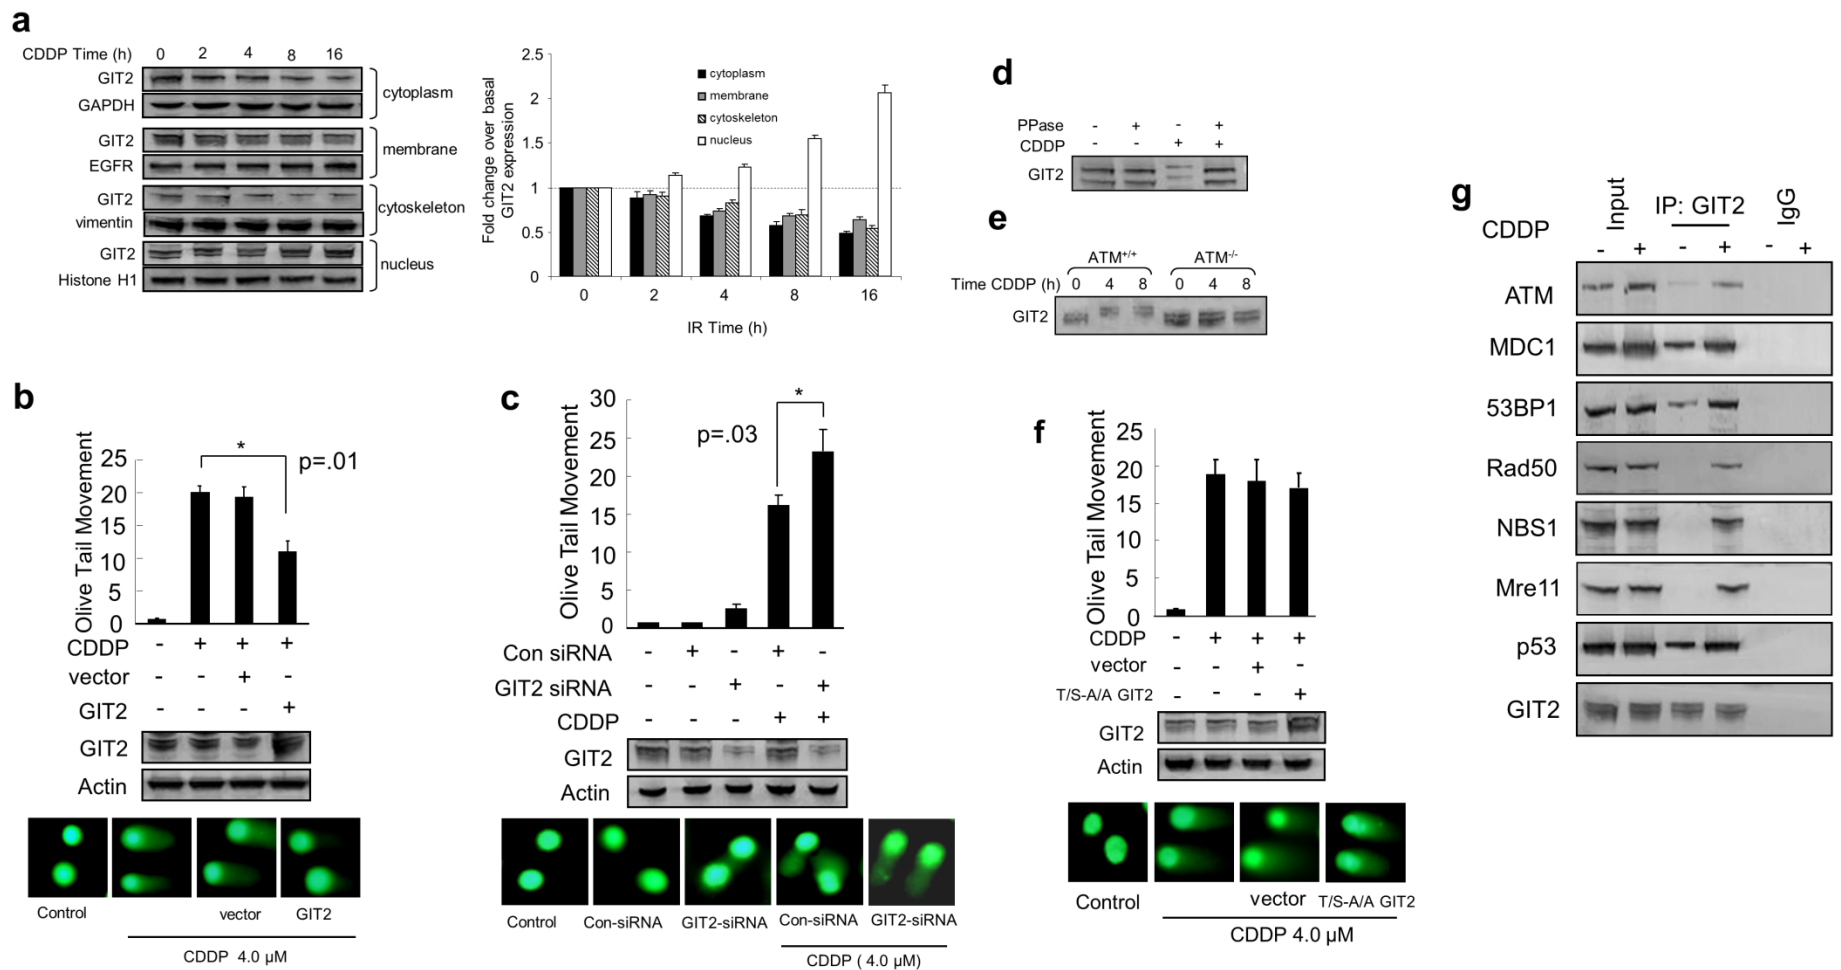 a
CDDP Time (h) 0 2 4 8 16
GIT2
GAPDH
cytoplasm
GIT2
EGFR
membrane
GIT2
vimentin
cytoskeleton
GIT2
Histone H1
nucleus
Fold change over basal
GIT2 expression
2.5
2
1.5
1
0.5
0
cytoplasm
membrane
cytoskeleton
nucleus
0 2 4 8 16
IR Time (h)
b
Olive Tail Movement
25
20
15
10
5
0
*
p=.01
CDDP - + + +
vector - - + -
GIT2 - - - +
GIT2
Actin
Control vector GIT2
CDDP 4.0 µM
c
Olive Tail Movement
30
25
20
15
10
5
0
p=.03
*
Con siRNA - + - + -
GIT2 siRNA - - + - +
CDDP - - - + +
GIT2
Actin
Control Con-siRNA GIT2-siRNA Con-siRNA GIT2-siRNA
CDDP ( 4.0 µM)
d
PPase - + - +
CDDP - - + +
GIT2
e
ATM+/+ ATM-/-
Time CDDP (h) 0 4 8 0 4 8
GIT2
f
Olive Tail Movement
25
20
15
10
5
0
CDDP - + + +
vector - - + -
T/S-A/A GIT2 - - - +
GIT2
Actin
Control vector T/S-A/A GIT2
CDDP 4.0 µM
g
Input IP: GIT2 IgG
CDDP - + - + - +
ATM
MDC1
53BP1
Rad50
NBS1
Mre11
p53
GIT2